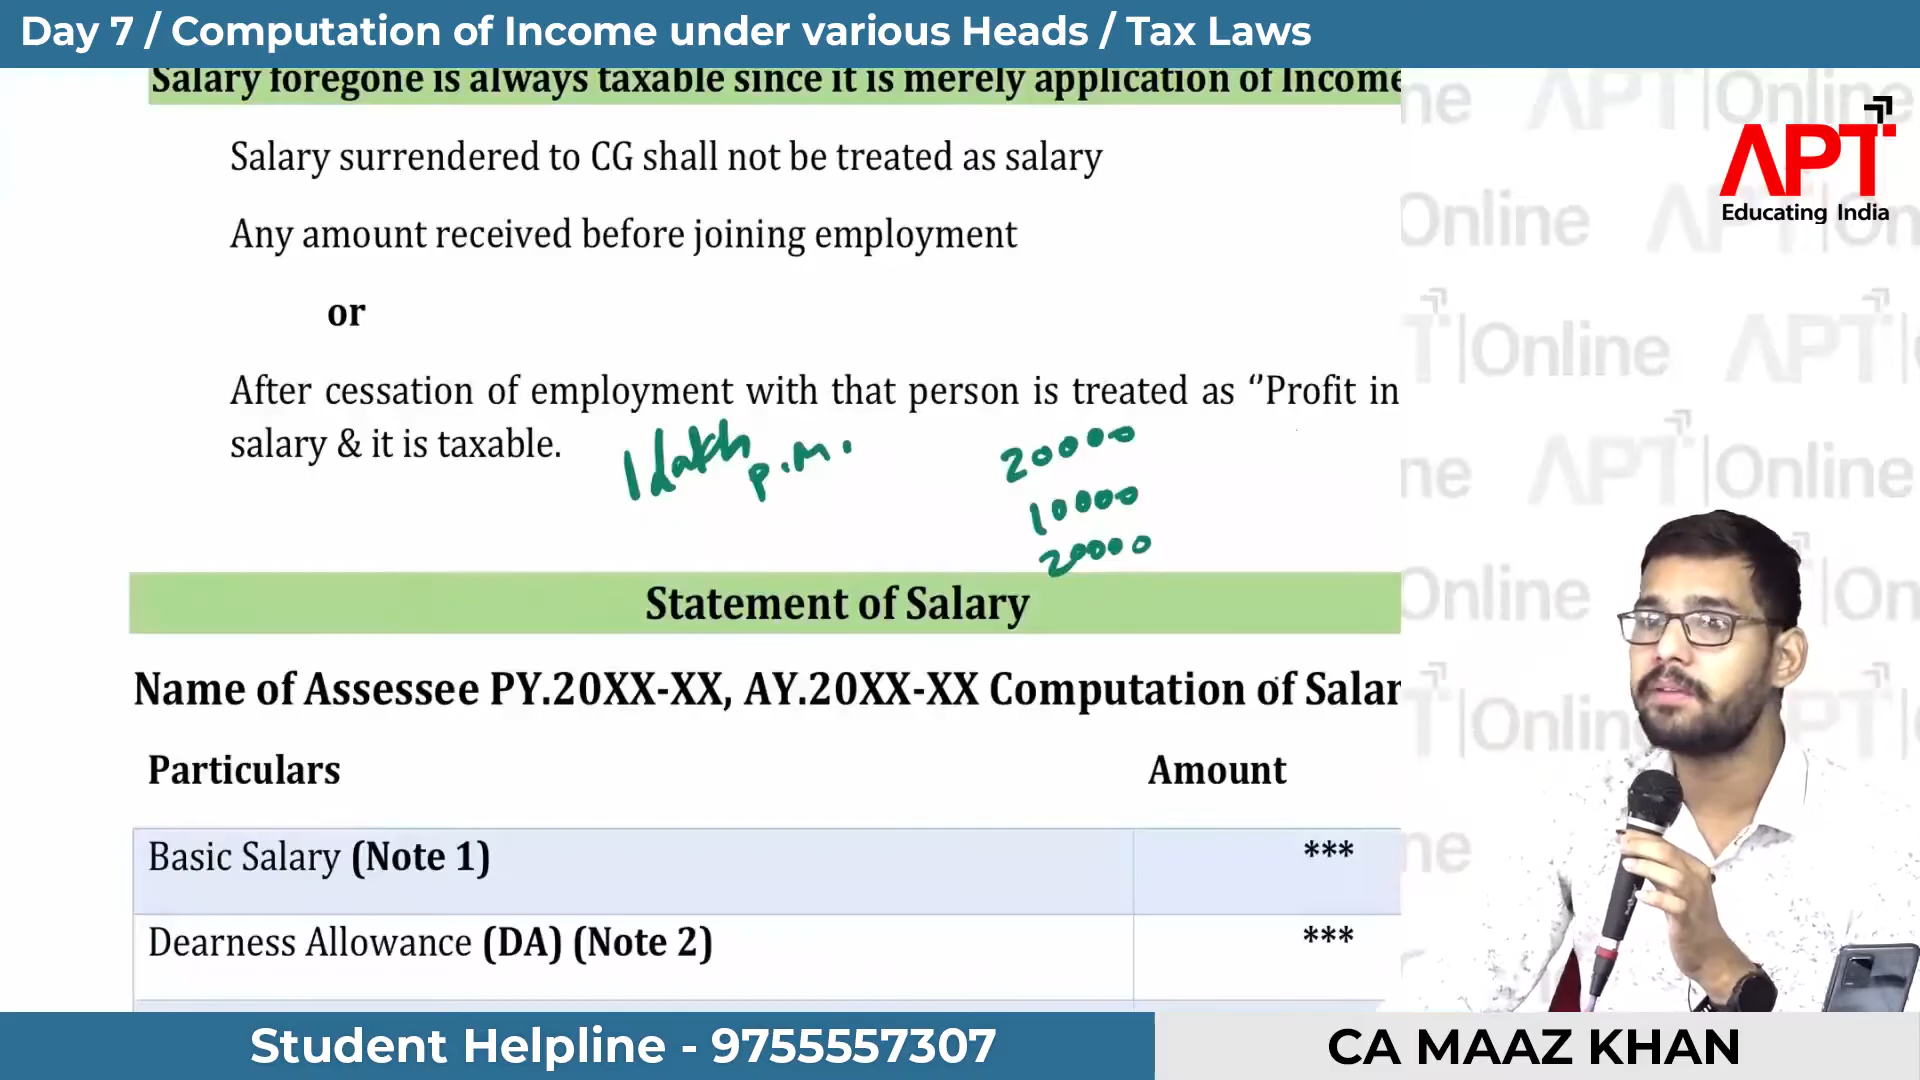 Day 7 / Computation of Income under various Heads / Tax Laws
Salary foregone is always taxable since it is merely application of Income
Salary surrendered to CG shall not be treated as salary
Any amount received before joining employment
or
After cessation of employment with that person is treated as ‘’Profit in
salary & it is taxable.
1 Lakh p.m.
20000
10000
20000
Statement of Salary
Name of Assessee PY.20XX-XX, AY.20XX-XX Computation of Salar
Particulars Amount
Basic Salary (Note 1) ***
Dearness Allowance (DA) (Note 2) ***
APT
Educating India
APT|Online
Student Helpline - 9755557307
CA MAAZ KHAN